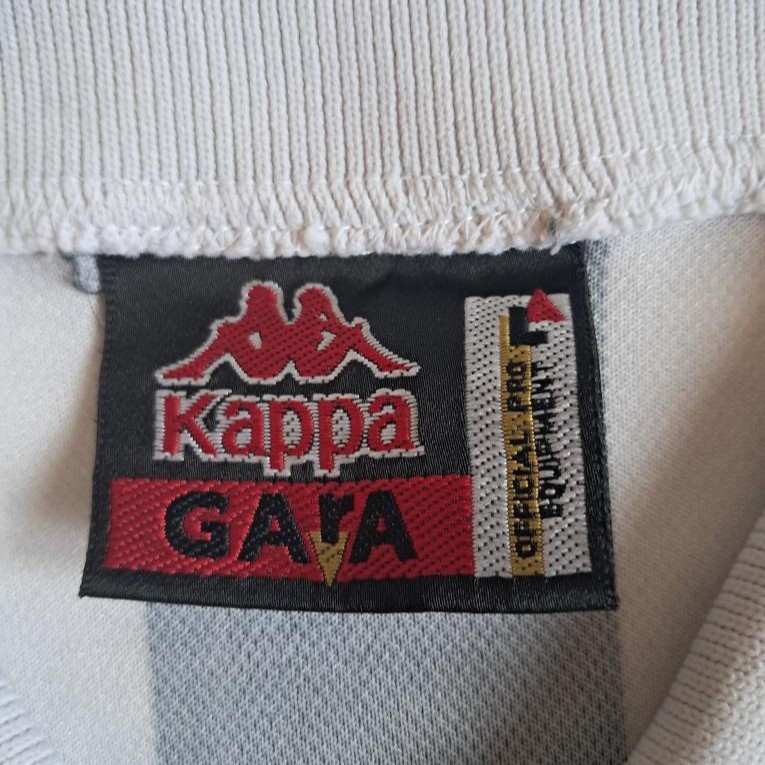 Kappa
GArA
L
OFFICIAL PRO
EQUIPMENT